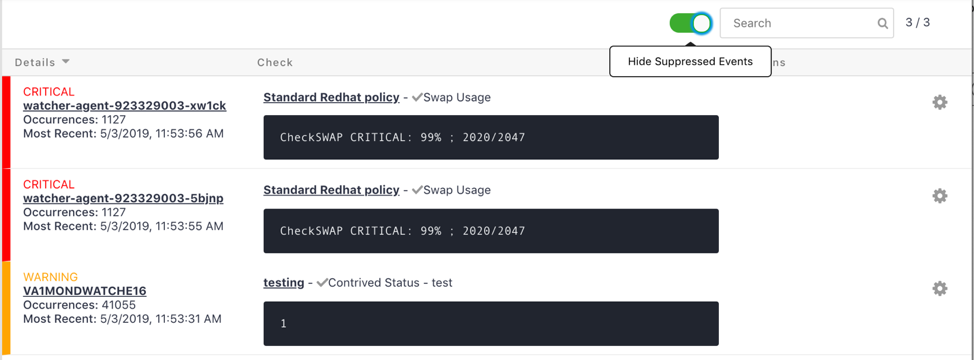 Search
3 / 3
Hide Suppressed Events
Details
Check
CRITICAL
watcher-agent-923329003-xw1ck
Occurrences: 1127
Most Recent: 5/3/2019, 11:53:56 AM
Standard Redhat policy - ✓Swap Usage
CheckSWAP CRITICAL: 99% ; 2020/2047
CRITICAL
watcher-agent-923329003-5bjnp
Occurrences: 1127
Most Recent: 5/3/2019, 11:53:55 AM
Standard Redhat policy - ✓Swap Usage
CheckSWAP CRITICAL: 99% ; 2020/2047
WARNING
VA1MONDWATCHE16
Occurrences: 41055
Most Recent: 5/3/2019, 11:53:31 AM
testing - ✓Contrived Status - test
1